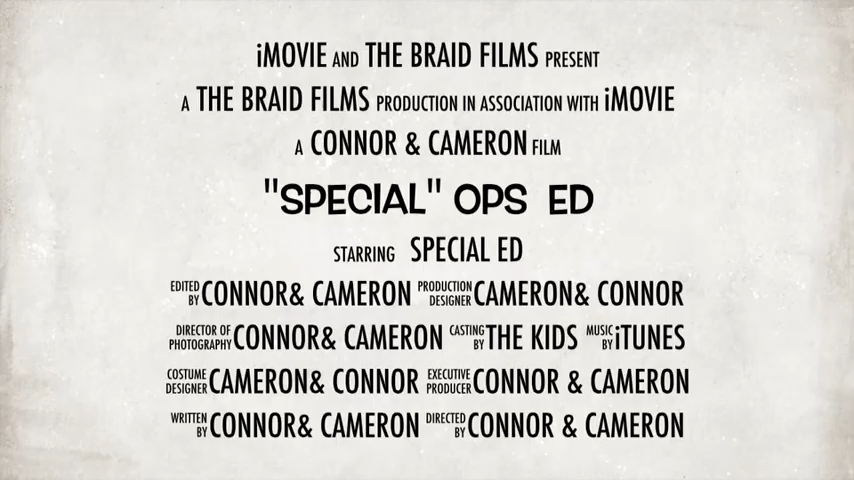 iMOVIE AND THE BRAID FILMS PRESENT
A THE BRAID FILMS PRODUCTION IN ASSOCIATION WITH iMOVIE
A CONNOR & CAMERON FILM
"SPECIAL" OPS ED
STARRING SPECIAL ED
EDITED BY CONNOR& CAMERON PRODUCTION DESIGNER CAMERON& CONNOR
DIRECTOR OF PHOTOGRAPHY CONNOR& CAMERON CASTING BY THE KIDS MUSIC BY iTUNES
COSTUME DESIGNER CAMERON& CONNOR EXECUTIVE PRODUCER CONNOR & CAMERON
WRITTEN BY CONNOR& CAMERON DIRECTED BY CONNOR & CAMERON